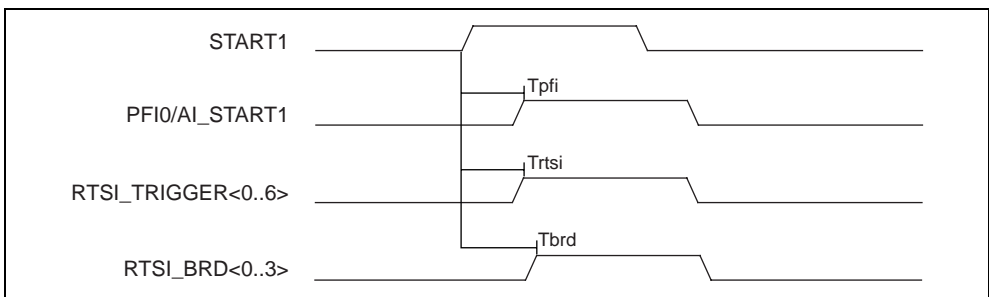 START1
Tpfi
PFI0/AI_START1
Trtsi
RTSI_TRIGGER<0..6>
Tbrd
RTSI_BRD<0..3>